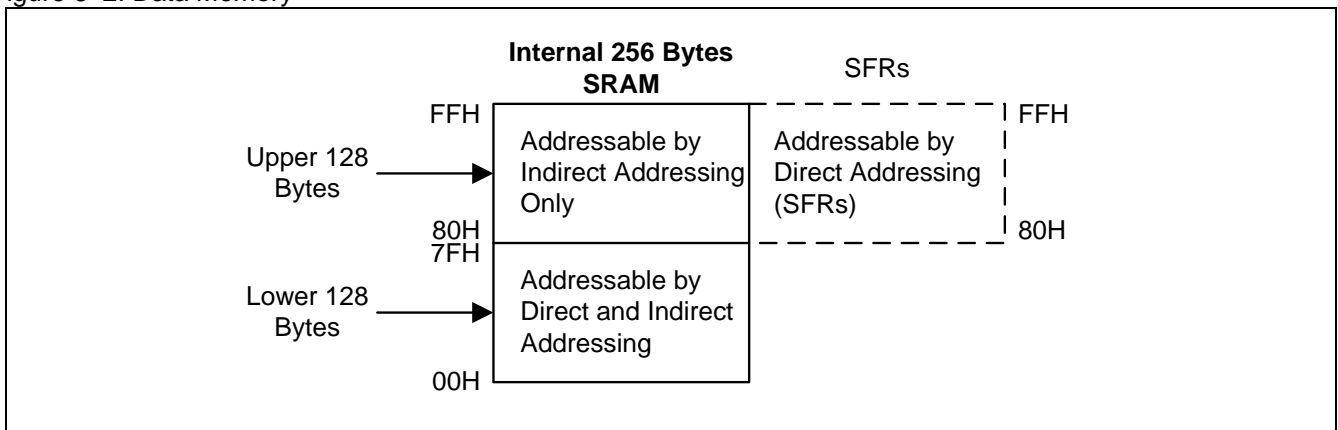 Internal 256 Bytes
SRAM
SFRs
FFH
FFH
Upper 128
Bytes
Addressable by
Indirect Addressing
Only
Addressable by
Direct Addressing
(SFRs)
80H
80H
7FH
Lower 128
Bytes
Addressable by
Direct and Indirect
Addressing
00H